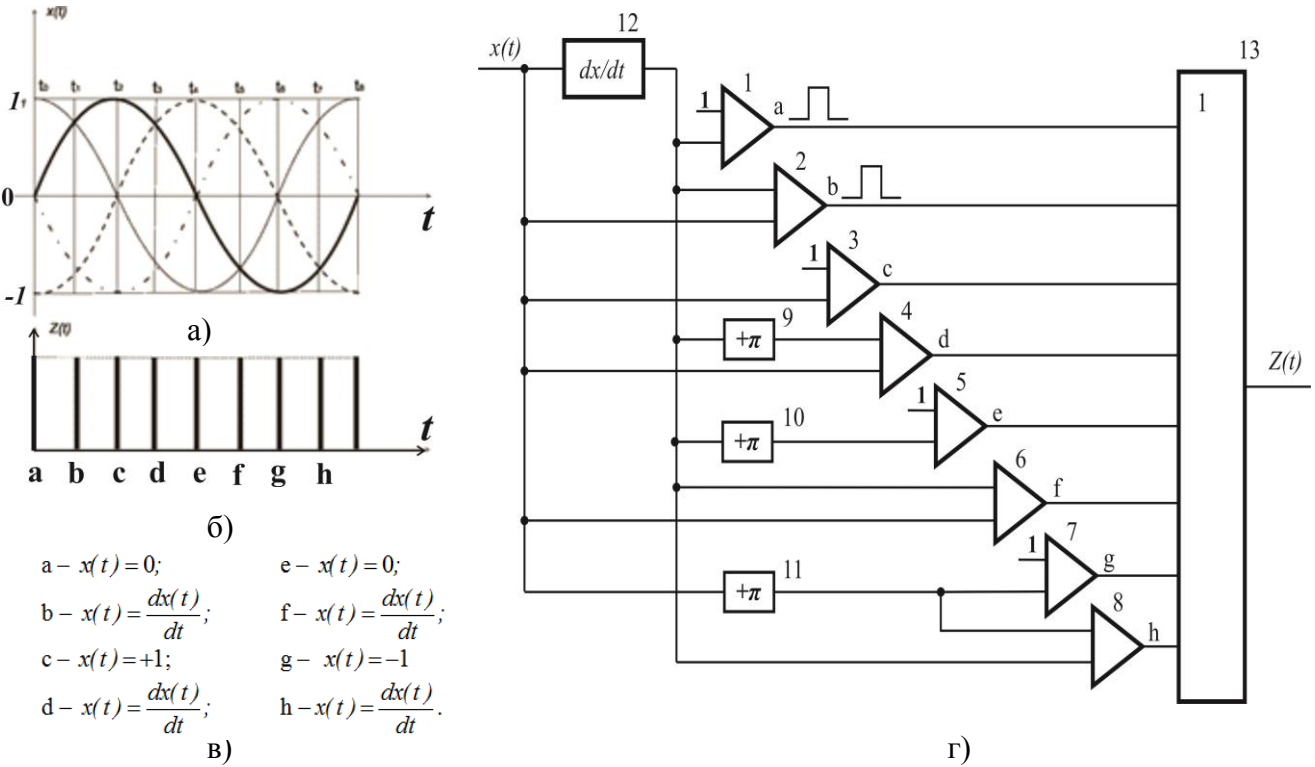 x(t)
1
t₀ t₁ t₂ t₃ t₄ t₅ t₆ t₇ t₈
0
t
-1
а)
Z(t)
t
a b c d e f g h
б)
a – x(t) = 0;
b – x(t) = dx(t)/dt;
c – x(t) = +1;
d – x(t) = dx(t)/dt;
e – x(t) = 0;
f – x(t) = dx(t)/dt;
g – x(t) = –1
h – x(t) = dx(t)/dt.
в)
x(t)
12
dx/dt
13
1
1
1
a
2
b
1
3
c
9
+π
4
d
1
5
e
10
+π
6
f
1
7
g
11
+π
8
h
Z(t)
г)